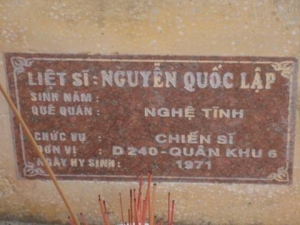 LIỆT SĨ : NGUYỄN QUỐC LẬP
SINH NĂM :
QUÊ QUÁN : NGHỆ TĨNH
CHỨC VỤ : CHIẾN SĨ
ĐƠN VỊ : D 240 - QUÂN KHU 6
NGÀY HY SINH : 1971